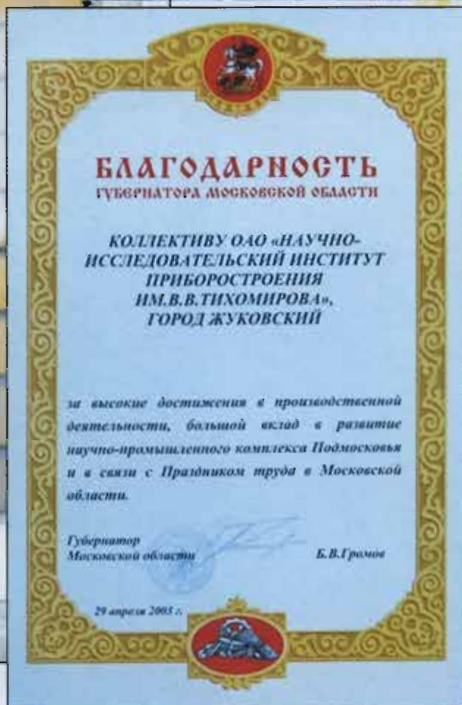 БЛАГОДАРНОСТЬ
ГУБЕРНАТОРА МОСКОВСКОЙ ОБЛАСТИ
КОЛЛЕКТИВУ ОАО «НАУЧНО-
ИССЛЕДОВАТЕЛЬСКИЙ ИНСТИТУТ
ПРИБОРОСТРОЕНИЯ
ИМ.В.В.ТИХОМИРОВА»,
ГОРОД ЖУКОВСКИЙ
за высокие достижения в производственной
деятельности, большой вклад в развитие
научно-промышленного комплекса Подмосковья
и в связи с Праздником труда в Московской
области.
Губернатор
Московской области Б.В.Громов
29 апреля 2005 г.